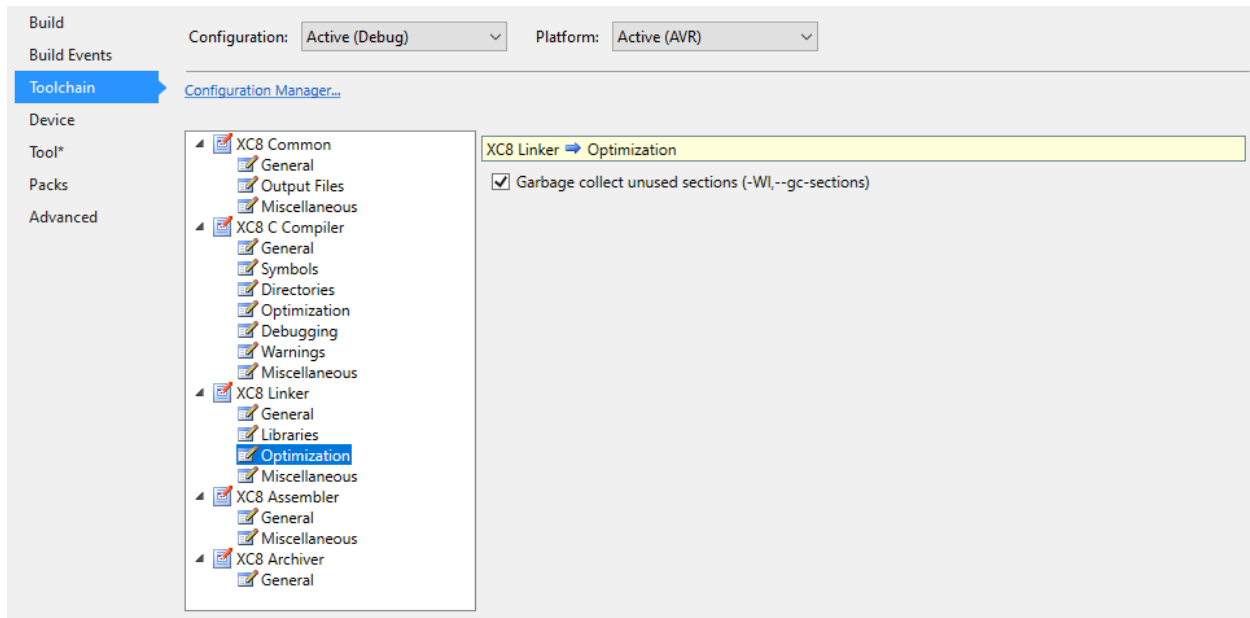 Build
Build Events
Toolchain
Device
Tool*
Packs
Advanced
Configuration: Active (Debug) Platform: Active (AVR)
Configuration Manager...
XC8 Common
General
Output Files
Miscellaneous
XC8 C Compiler
General
Symbols
Directories
Optimization
Debugging
Warnings
Miscellaneous
XC8 Linker
General
Libraries
Optimization
Miscellaneous
XC8 Assembler
General
Miscellaneous
XC8 Archiver
General
XC8 Linker ➡ Optimization
Garbage collect unused sections (-Wl,--gc-sections)